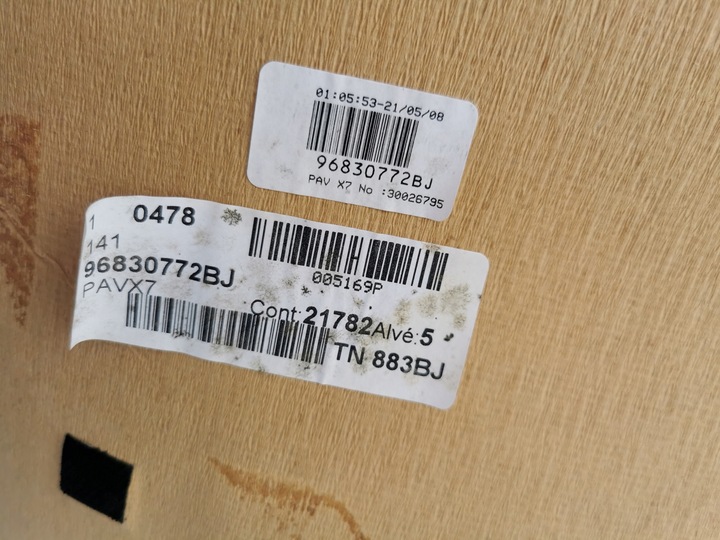 01:05:53-21/05/08
96830772BJ
PAV X7 No :30026795
1 0478
141
96830772BJ
005169P
PAVX7
Cont:21782Alvé:5
TN 883BJ